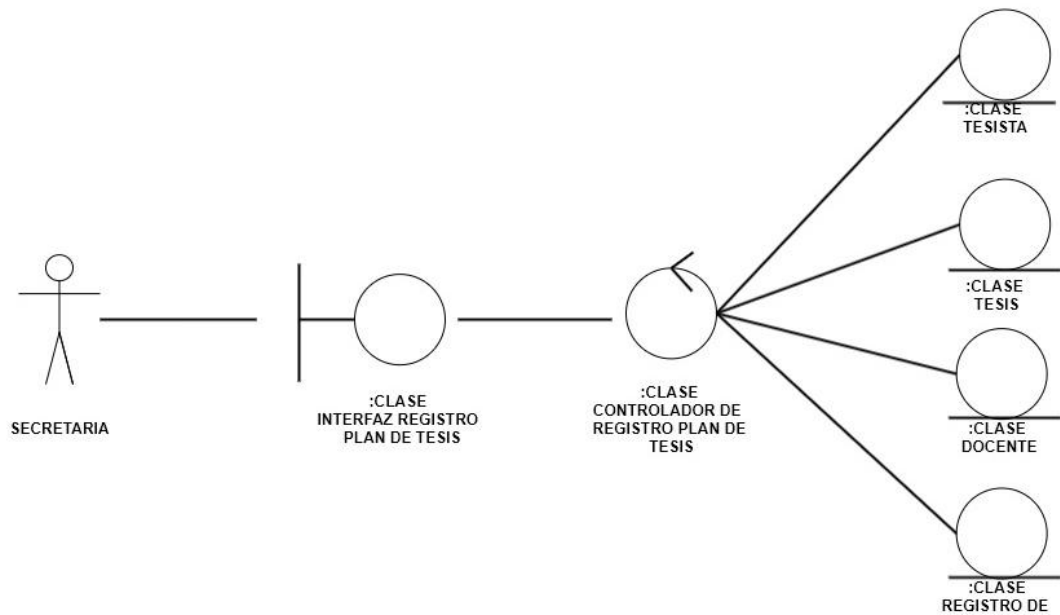 SECRETARIA
:CLASE
INTERFAZ REGISTRO
PLAN DE TESIS
:CLASE
CONTROLADOR DE
REGISTRO PLAN DE
TESIS
:CLASE
TESISTA
:CLASE
TESIS
:CLASE
DOCENTE
:CLASE
REGISTRO DE